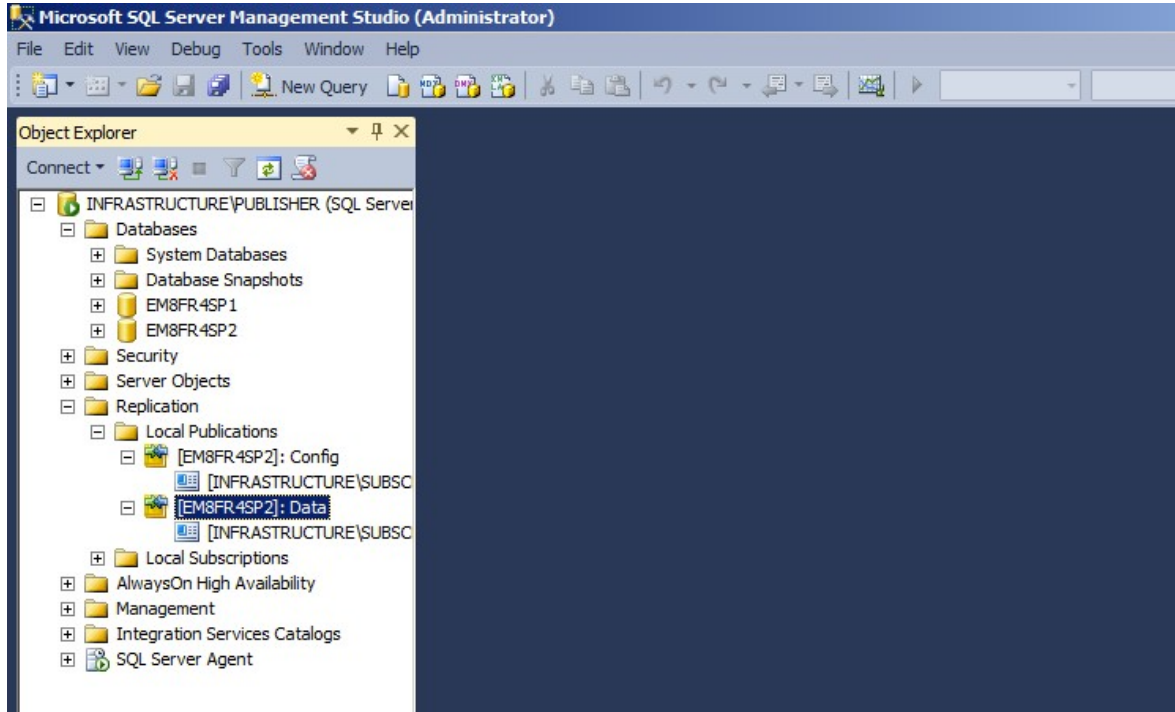 Microsoft SQL Server Management Studio (Administrator)
File Edit View Debug Tools Window Help
New Query
Object Explorer
Connect
INFRASTRUCTURE\PUBLISHER (SQL Server
Databases
System Databases
Database Snapshots
EM8FR4SP1
EM8FR4SP2
Security
Server Objects
Replication
Local Publications
[EM8FR4SP2]: Config
[INFRASTRUCTURE\SUBSC
[EM8FR4SP2]: Data
[INFRASTRUCTURE\SUBSC
Local Subscriptions
AlwaysOn High Availability
Management
Integration Services Catalogs
SQL Server Agent